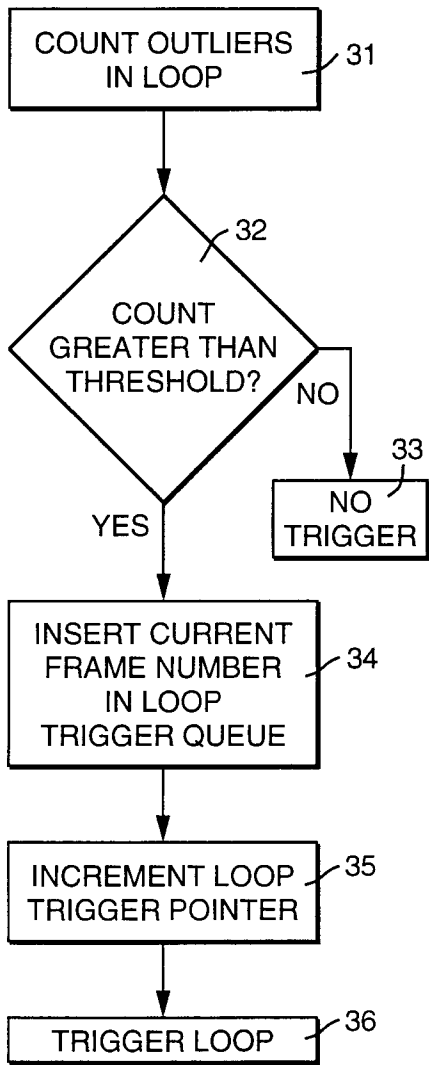 COUNT OUTLIERS
IN LOOP
31
32
COUNT
GREATER THAN
THRESHOLD?
NO
33
NO
TRIGGER
YES
INSERT CURRENT
FRAME NUMBER
IN LOOP
TRIGGER QUEUE
34
INCREMENT LOOP
TRIGGER POINTER
35
TRIGGER LOOP
36